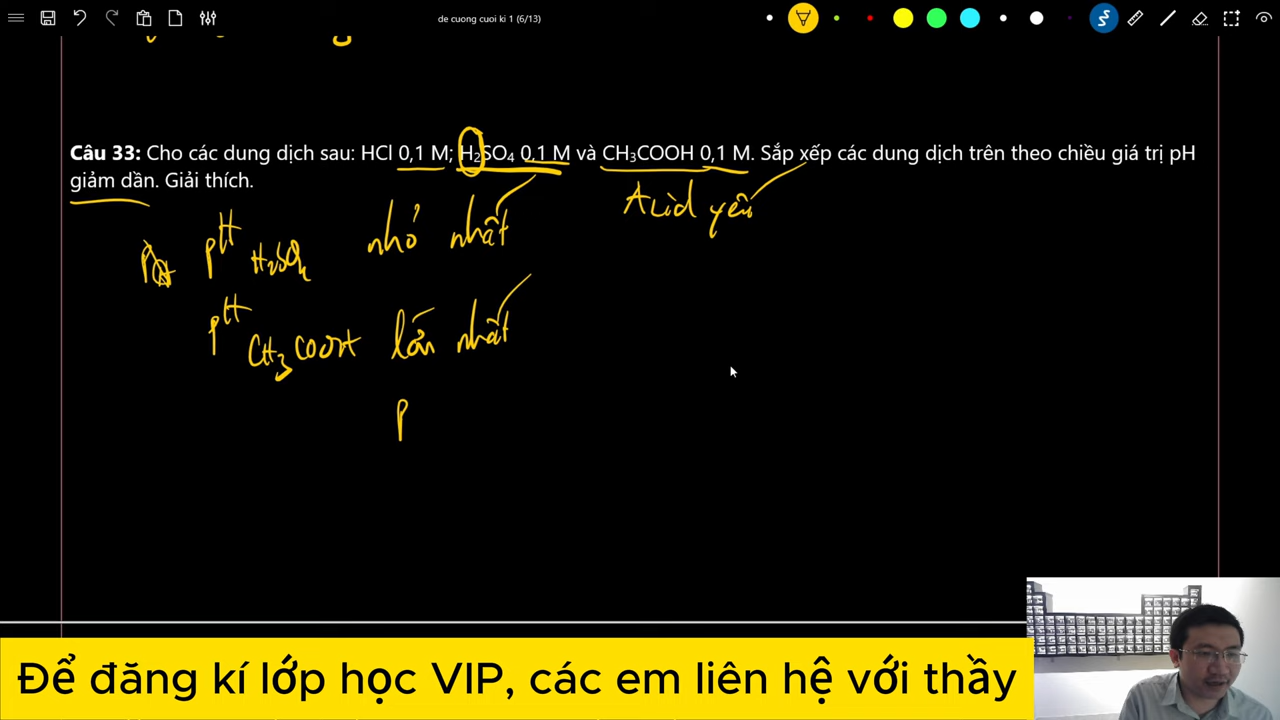 de cuong cuoi ki 1 (6/13)
Câu 33: Cho các dung dịch sau: HCl 0,1 M; H₂SO₄ 0,1 M và CH₃COOH 0,1 M. Sắp xếp các dung dịch trên theo chiều giá trị pH
giảm dần. Giải thích.
Acid yếu
pH H₂SO₄ nhỏ nhất
pH CH₃COOH lớn nhất
P
Để đăng kí lớp học VIP, các em liên hệ với thầy